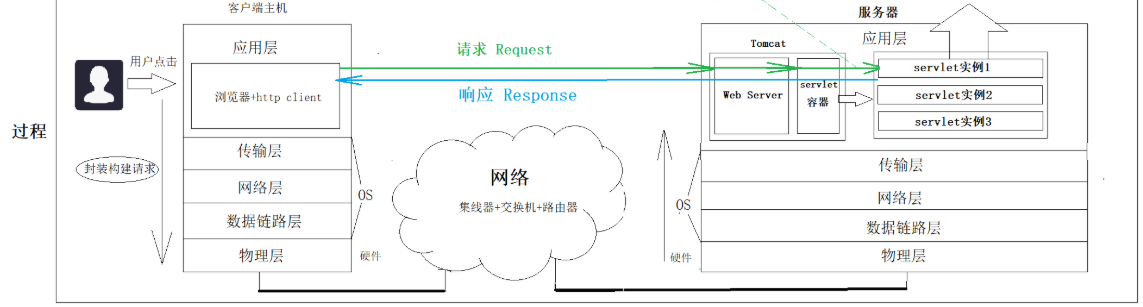 过程
用户点击
封装构建请求
客户端主机
应用层
浏览器+http client
传输层
网络层
数据链路层
物理层
OS
硬件
请求 Request
响应 Response
网络
集线器+交换机+路由器
服务器
Tomcat
Web Server
servlet
容器
应用层
servlet实例1
servlet实例2
servlet实例3
传输层
网络层
数据链路层
物理层
OS
硬件